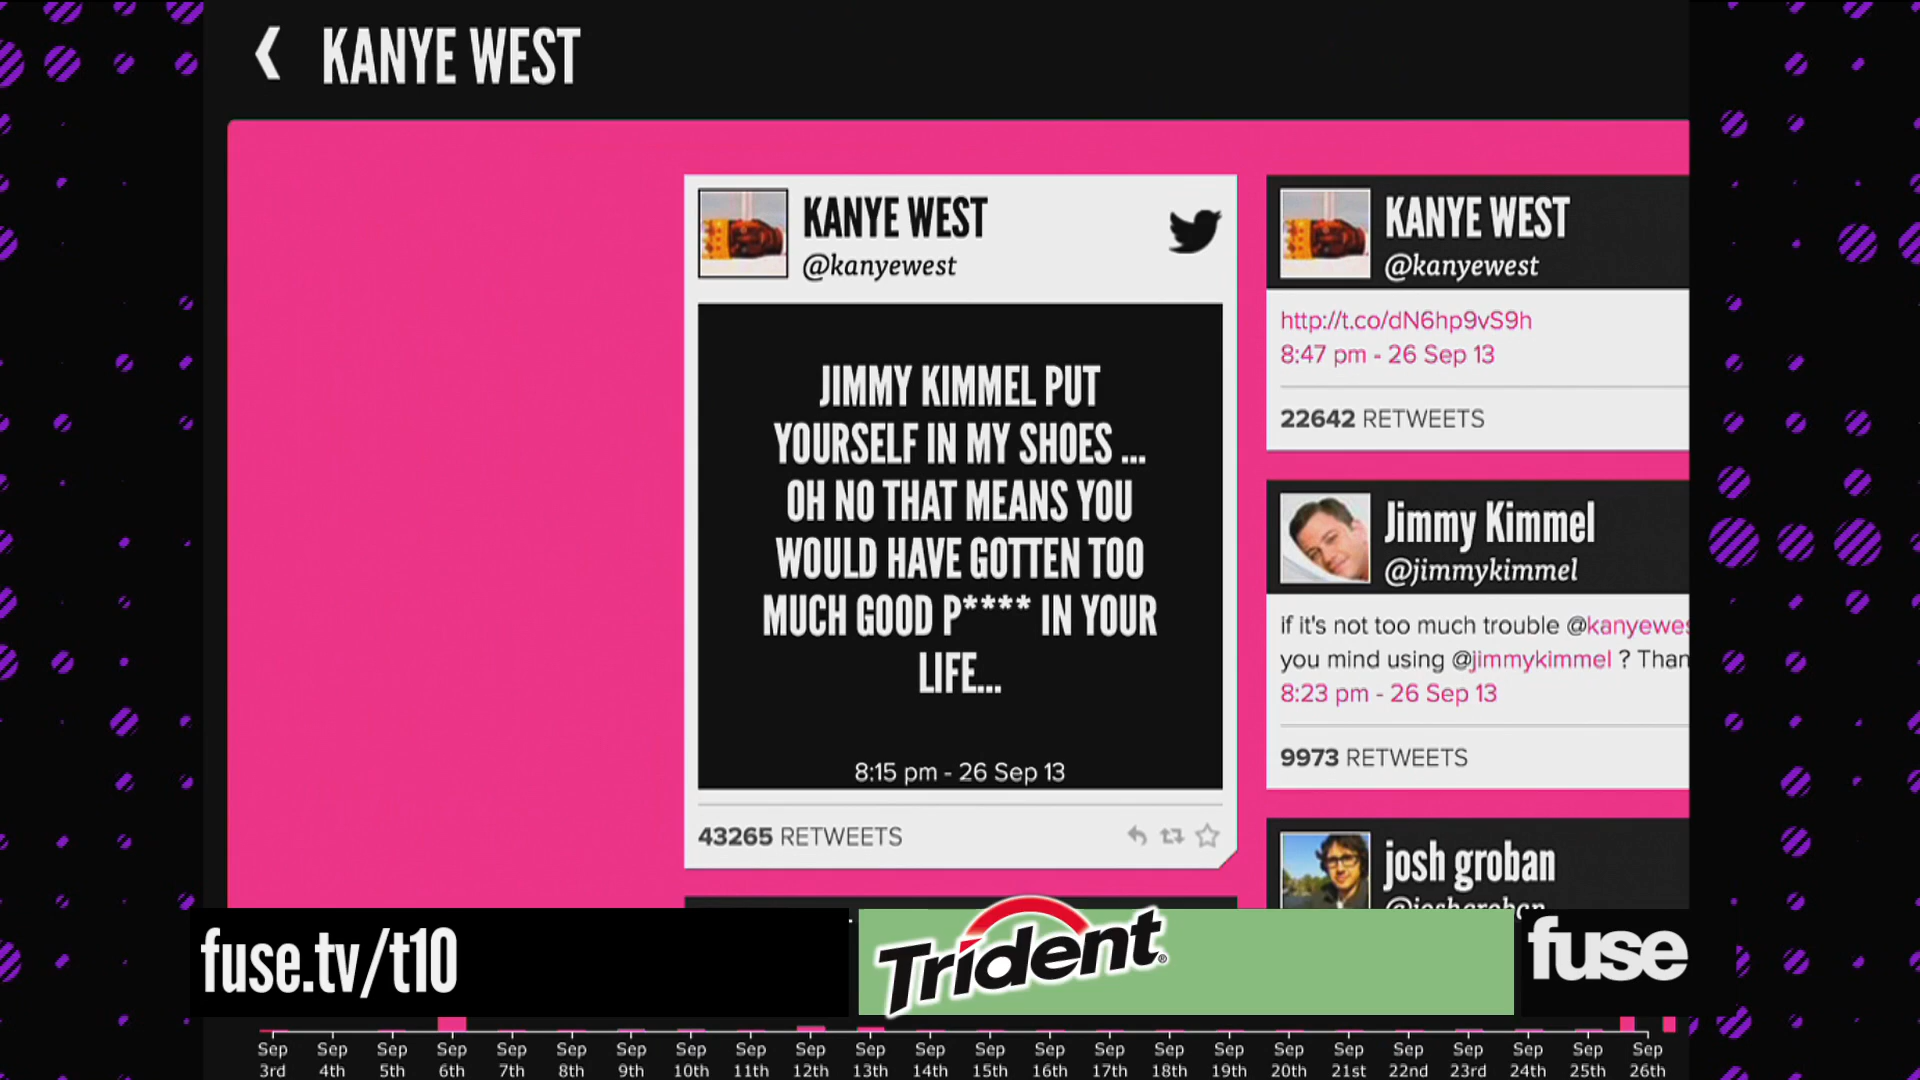 KANYE WEST
KANYE WEST
@kanyewest
JIMMY KIMMEL PUT
YOURSELF IN MY SHOES ...
OH NO THAT MEANS YOU
WOULD HAVE GOTTEN TOO
MUCH GOOD P**** IN YOUR
LIFE...
8:15 pm - 26 Sep 13
43265 RETWEETS
KANYE WEST
@kanyewest
http://t.co/dN6hp9vS9h
8:47 pm - 26 Sep 13
22642 RETWEETS
Jimmy Kimmel
@jimmykimmel
if it's not too much trouble @kanyewes
you mind using @jimmykimmel ? Than
8:23 pm - 26 Sep 13
9973 RETWEETS
josh groban
@joshgroban
fuse.tv/t10
Trident®
fuse
Sep 3rd
Sep 4th
Sep 5th
Sep 6th
Sep 7th
Sep 8th
Sep 9th
Sep 10th
Sep 11th
Sep 12th
Sep 13th
Sep 14th
Sep 15th
Sep 16th
Sep 17th
Sep 18th
Sep 19th
Sep 20th
Sep 21st
Sep 22nd
Sep 23rd
Sep 24th
Sep 25th
Sep 26th